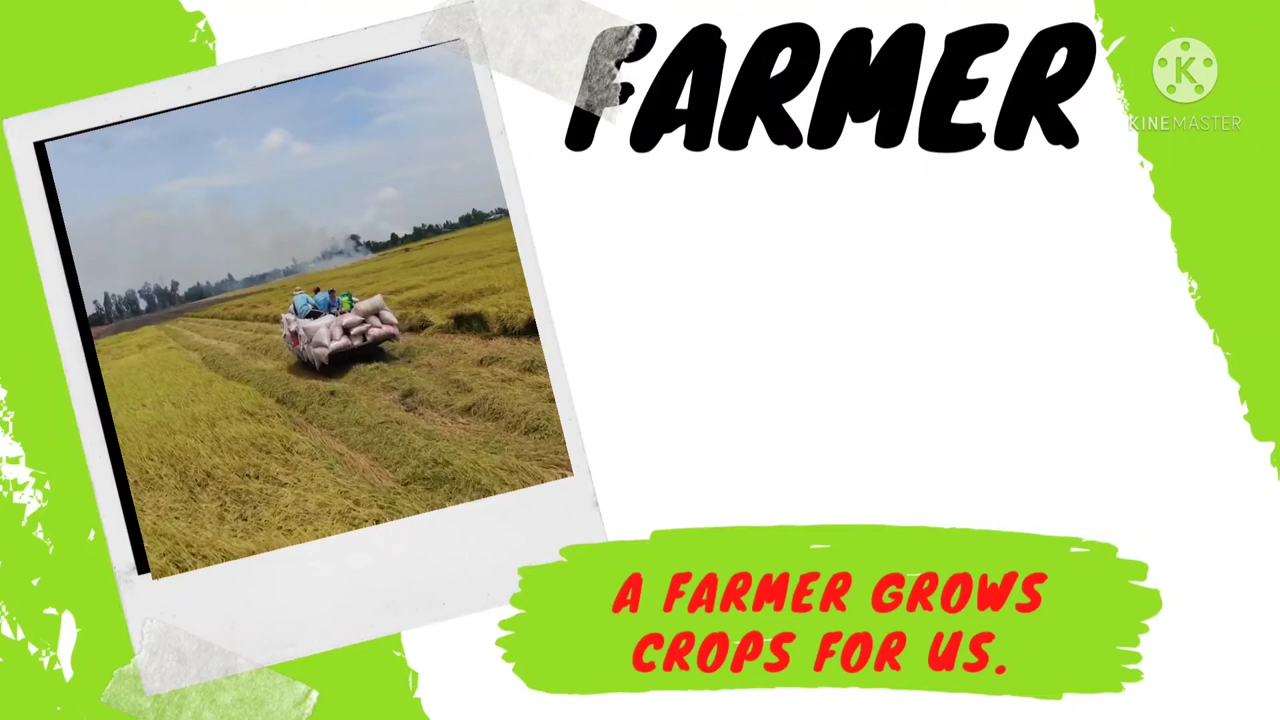 FARMER
K
KINEMASTER
A FARMER GROWS
CROPS FOR US.